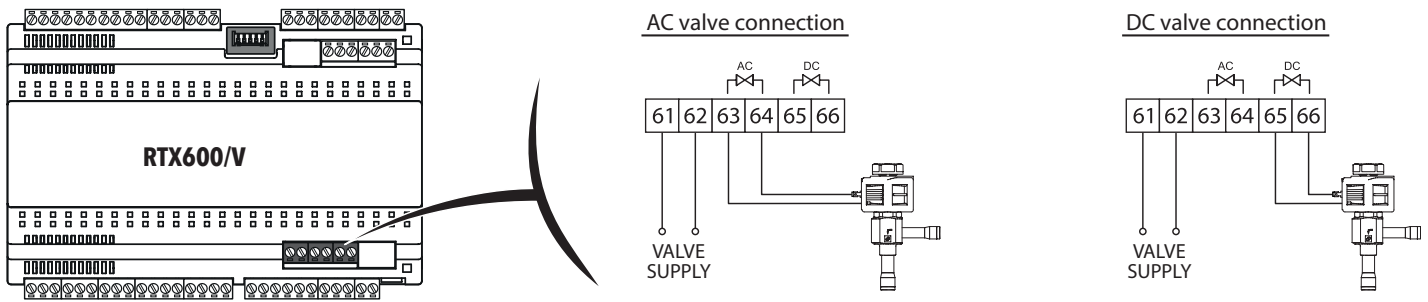 RTX600/V
AC valve connection
AC DC
61 62 63 64 65 66
VALVE
SUPPLY
DC valve connection
AC DC
61 62 63 64 65 66
VALVE
SUPPLY